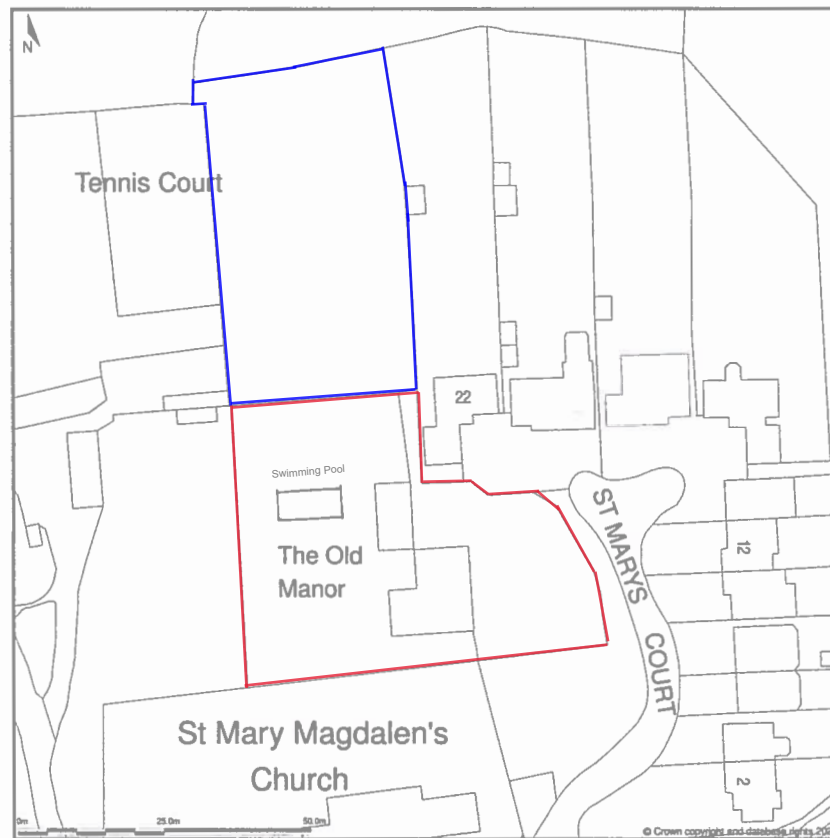 N
Tennis Court
22
Swimming Pool
The Old
Manor
ST MARYS
COURT
12
St Mary Magdalen's
Church
2
0m
25.0m
50.0m
© Crown copyright and database rights